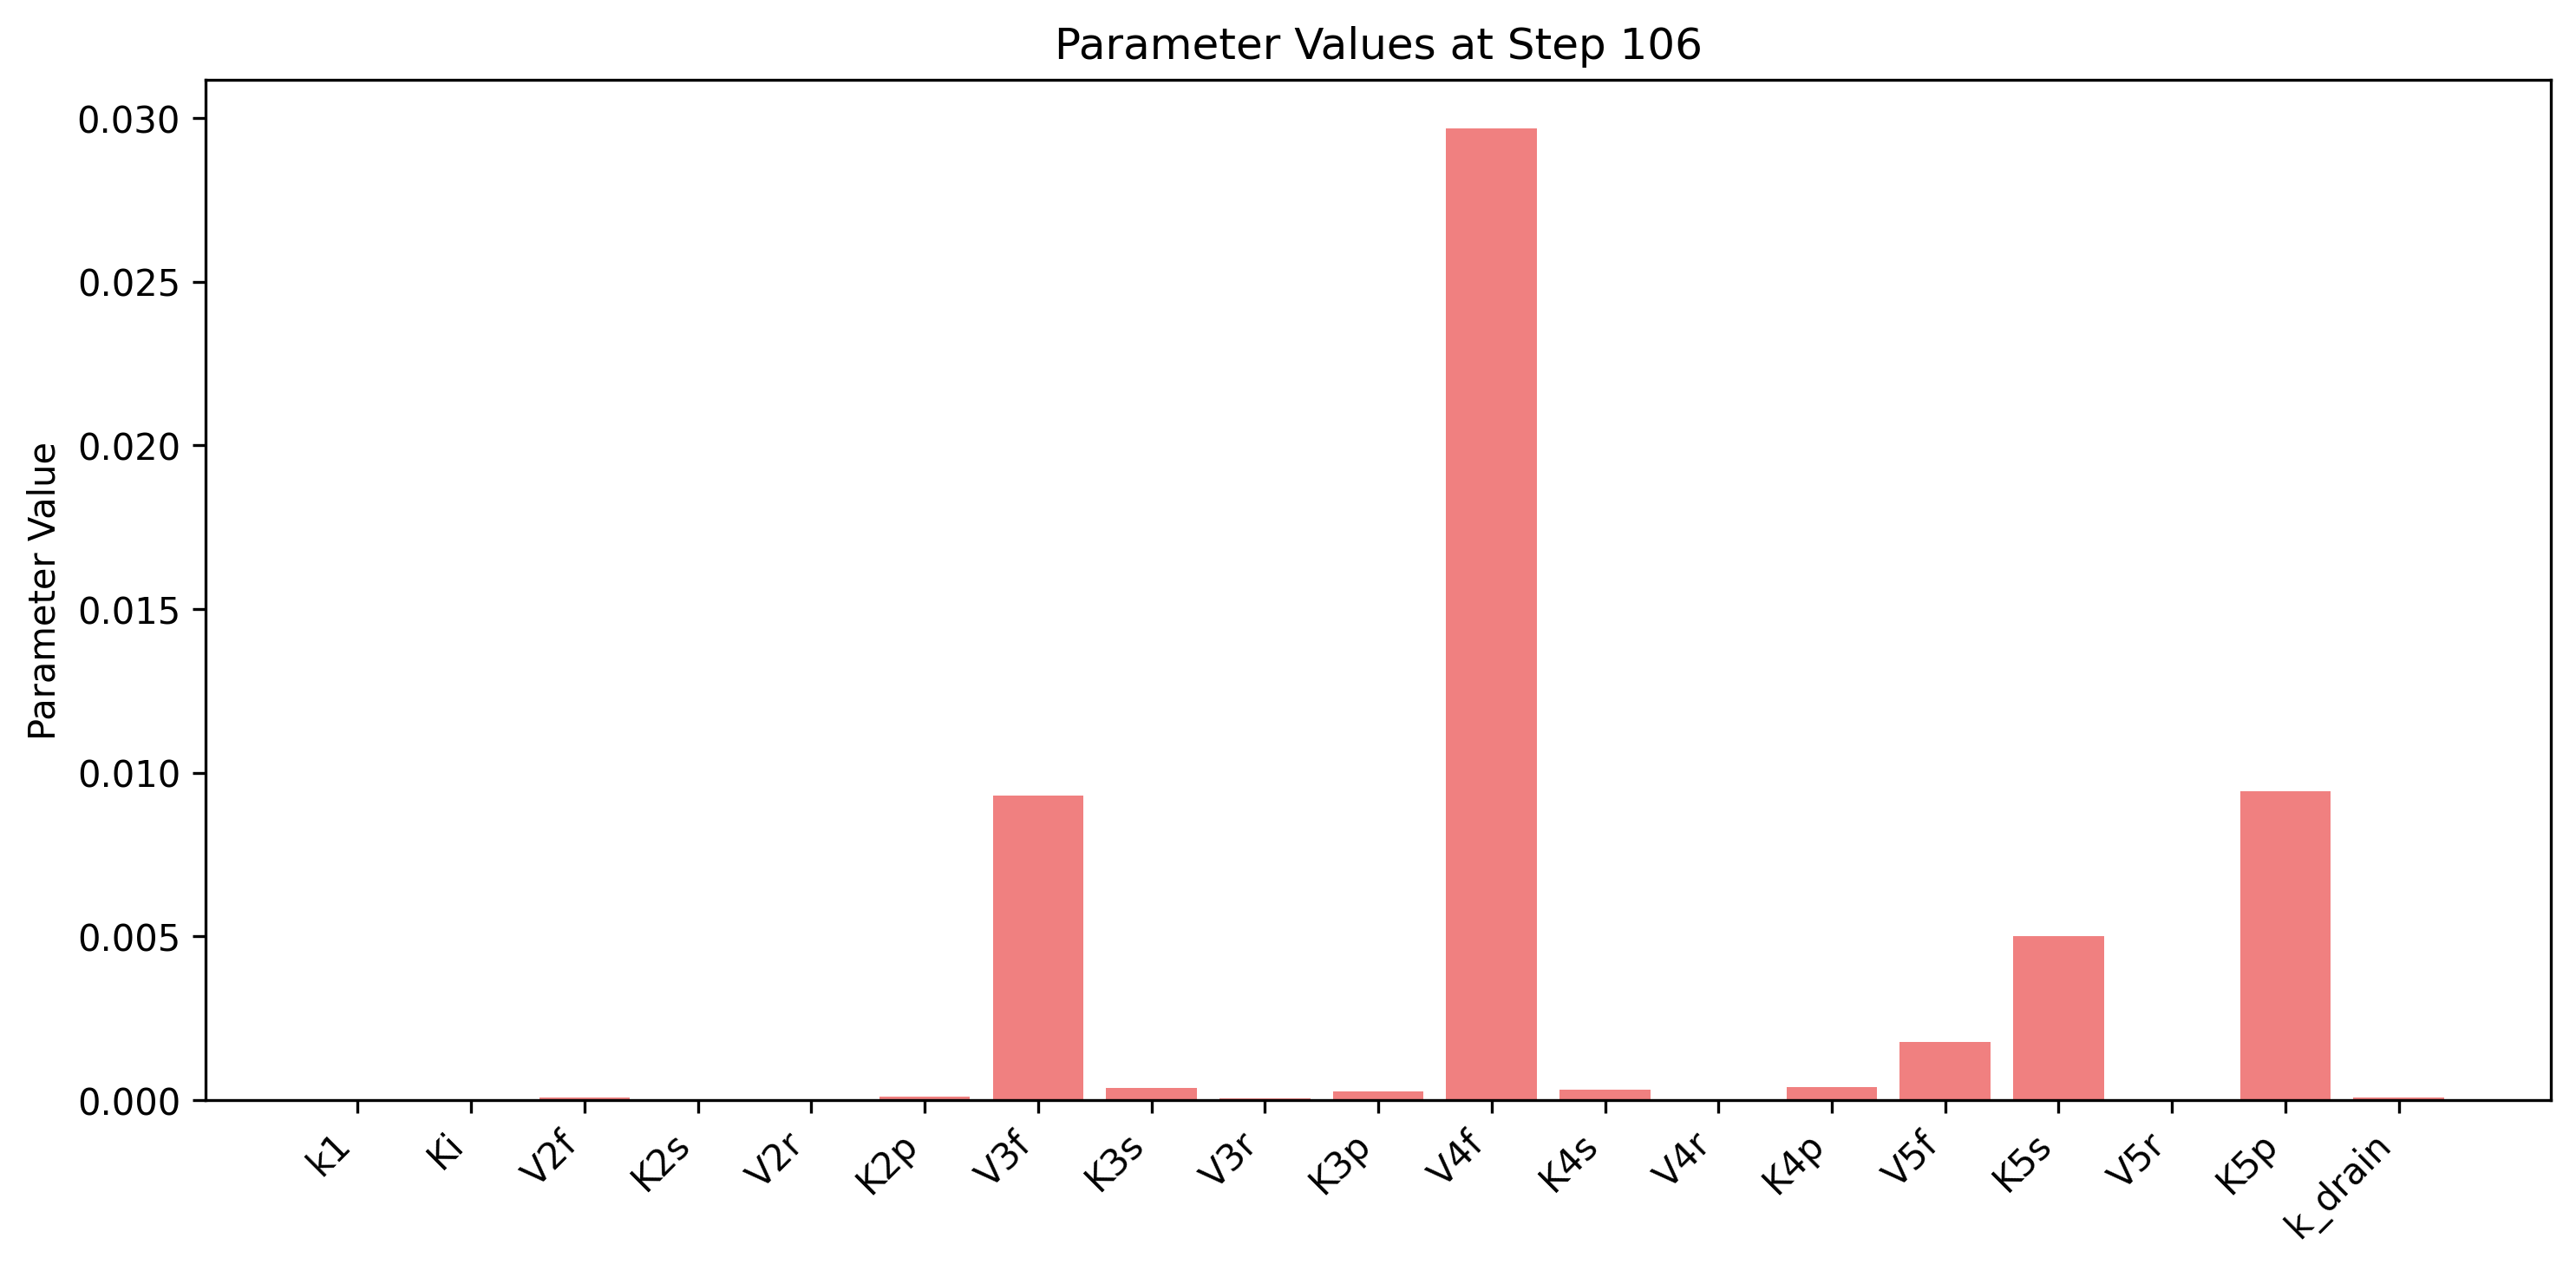 Parameter Values at Step 106
Parameter Value
0.030
0.025
0.020
0.015
0.010
0.005
0.000
k1
Ki
V2f
K2s
V2r
K2p
V3f
K3s
V3r
K3p
V4f
K4s
V4r
K4p
V5f
K5s
V5r
K5p
k_drain